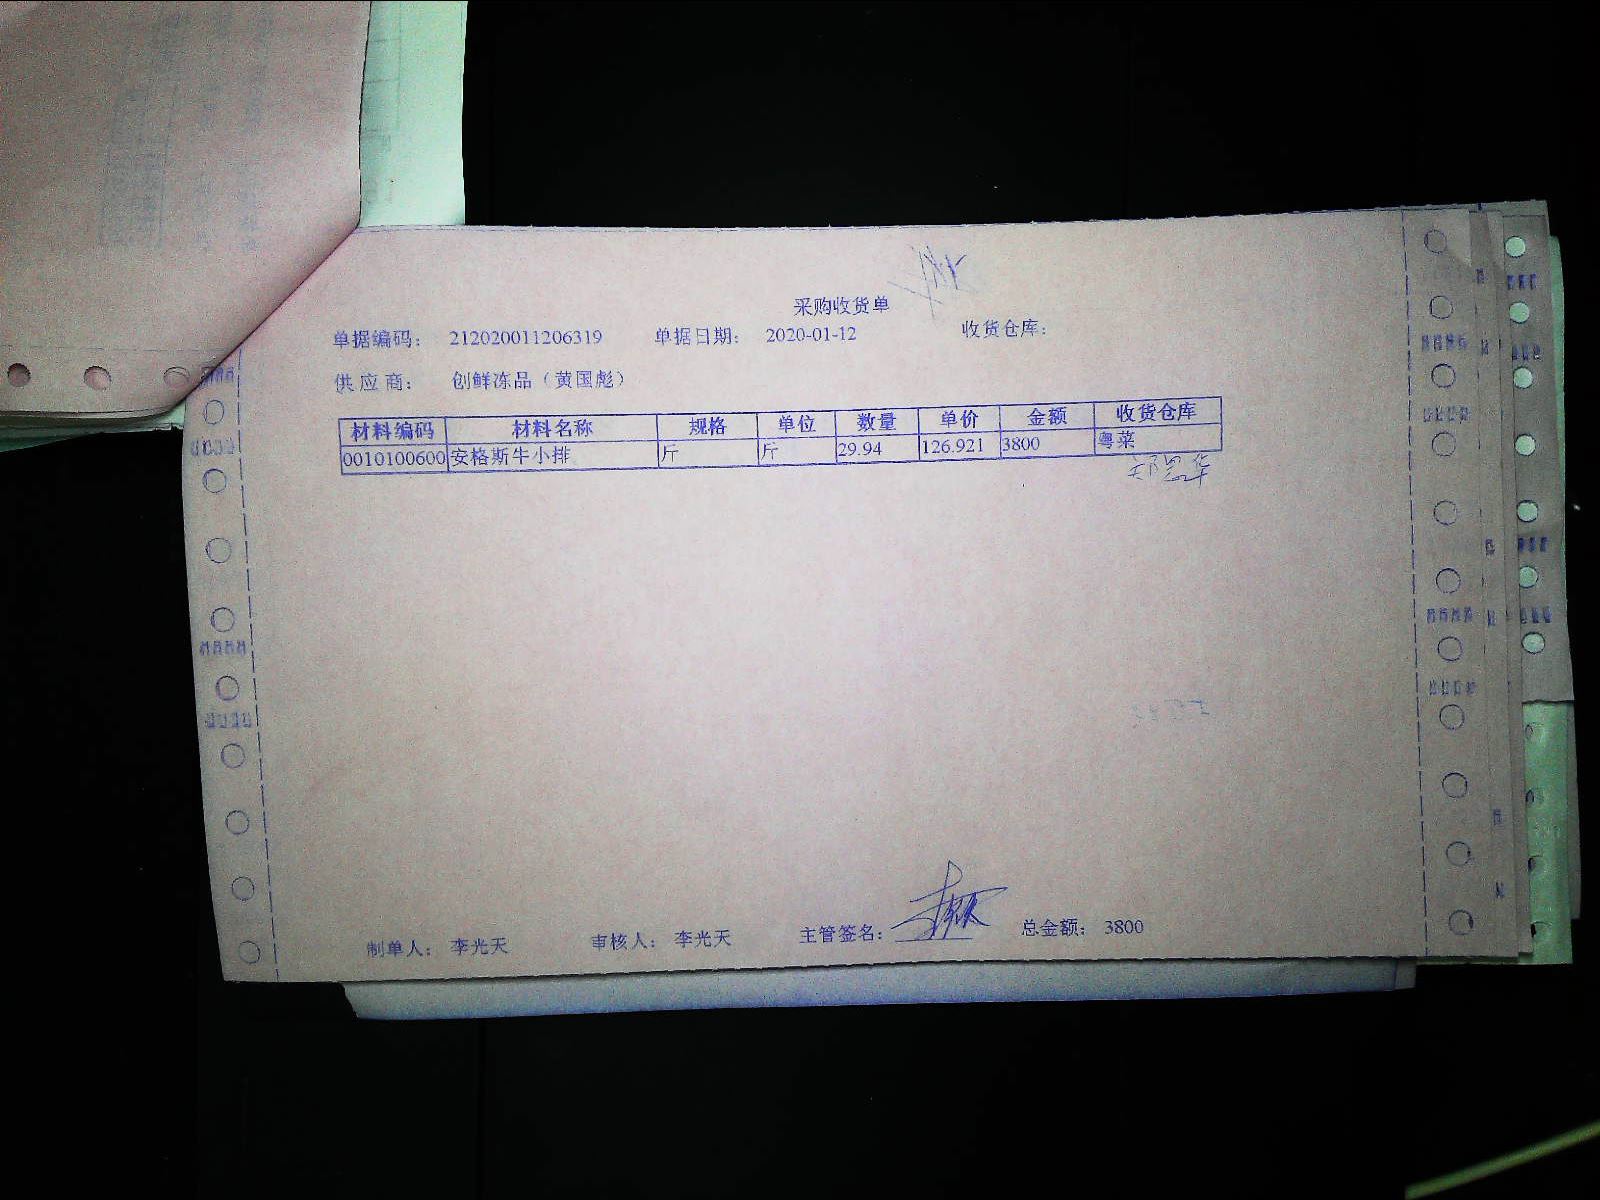 采购收货单
单据编码： 212020011206319 单据日期： 2020-01-12 收货仓库：
供应商： 创鲜冻品（黄国彪）
材料编码 材料名称 规格 单位 数量 单价 金额 收货仓库
0010100600 安格斯牛小排 斤 斤 29.94 126.921 3800 粤菜
制单人： 李光天 审核人： 李光天 主管签名： 总金额： 3800